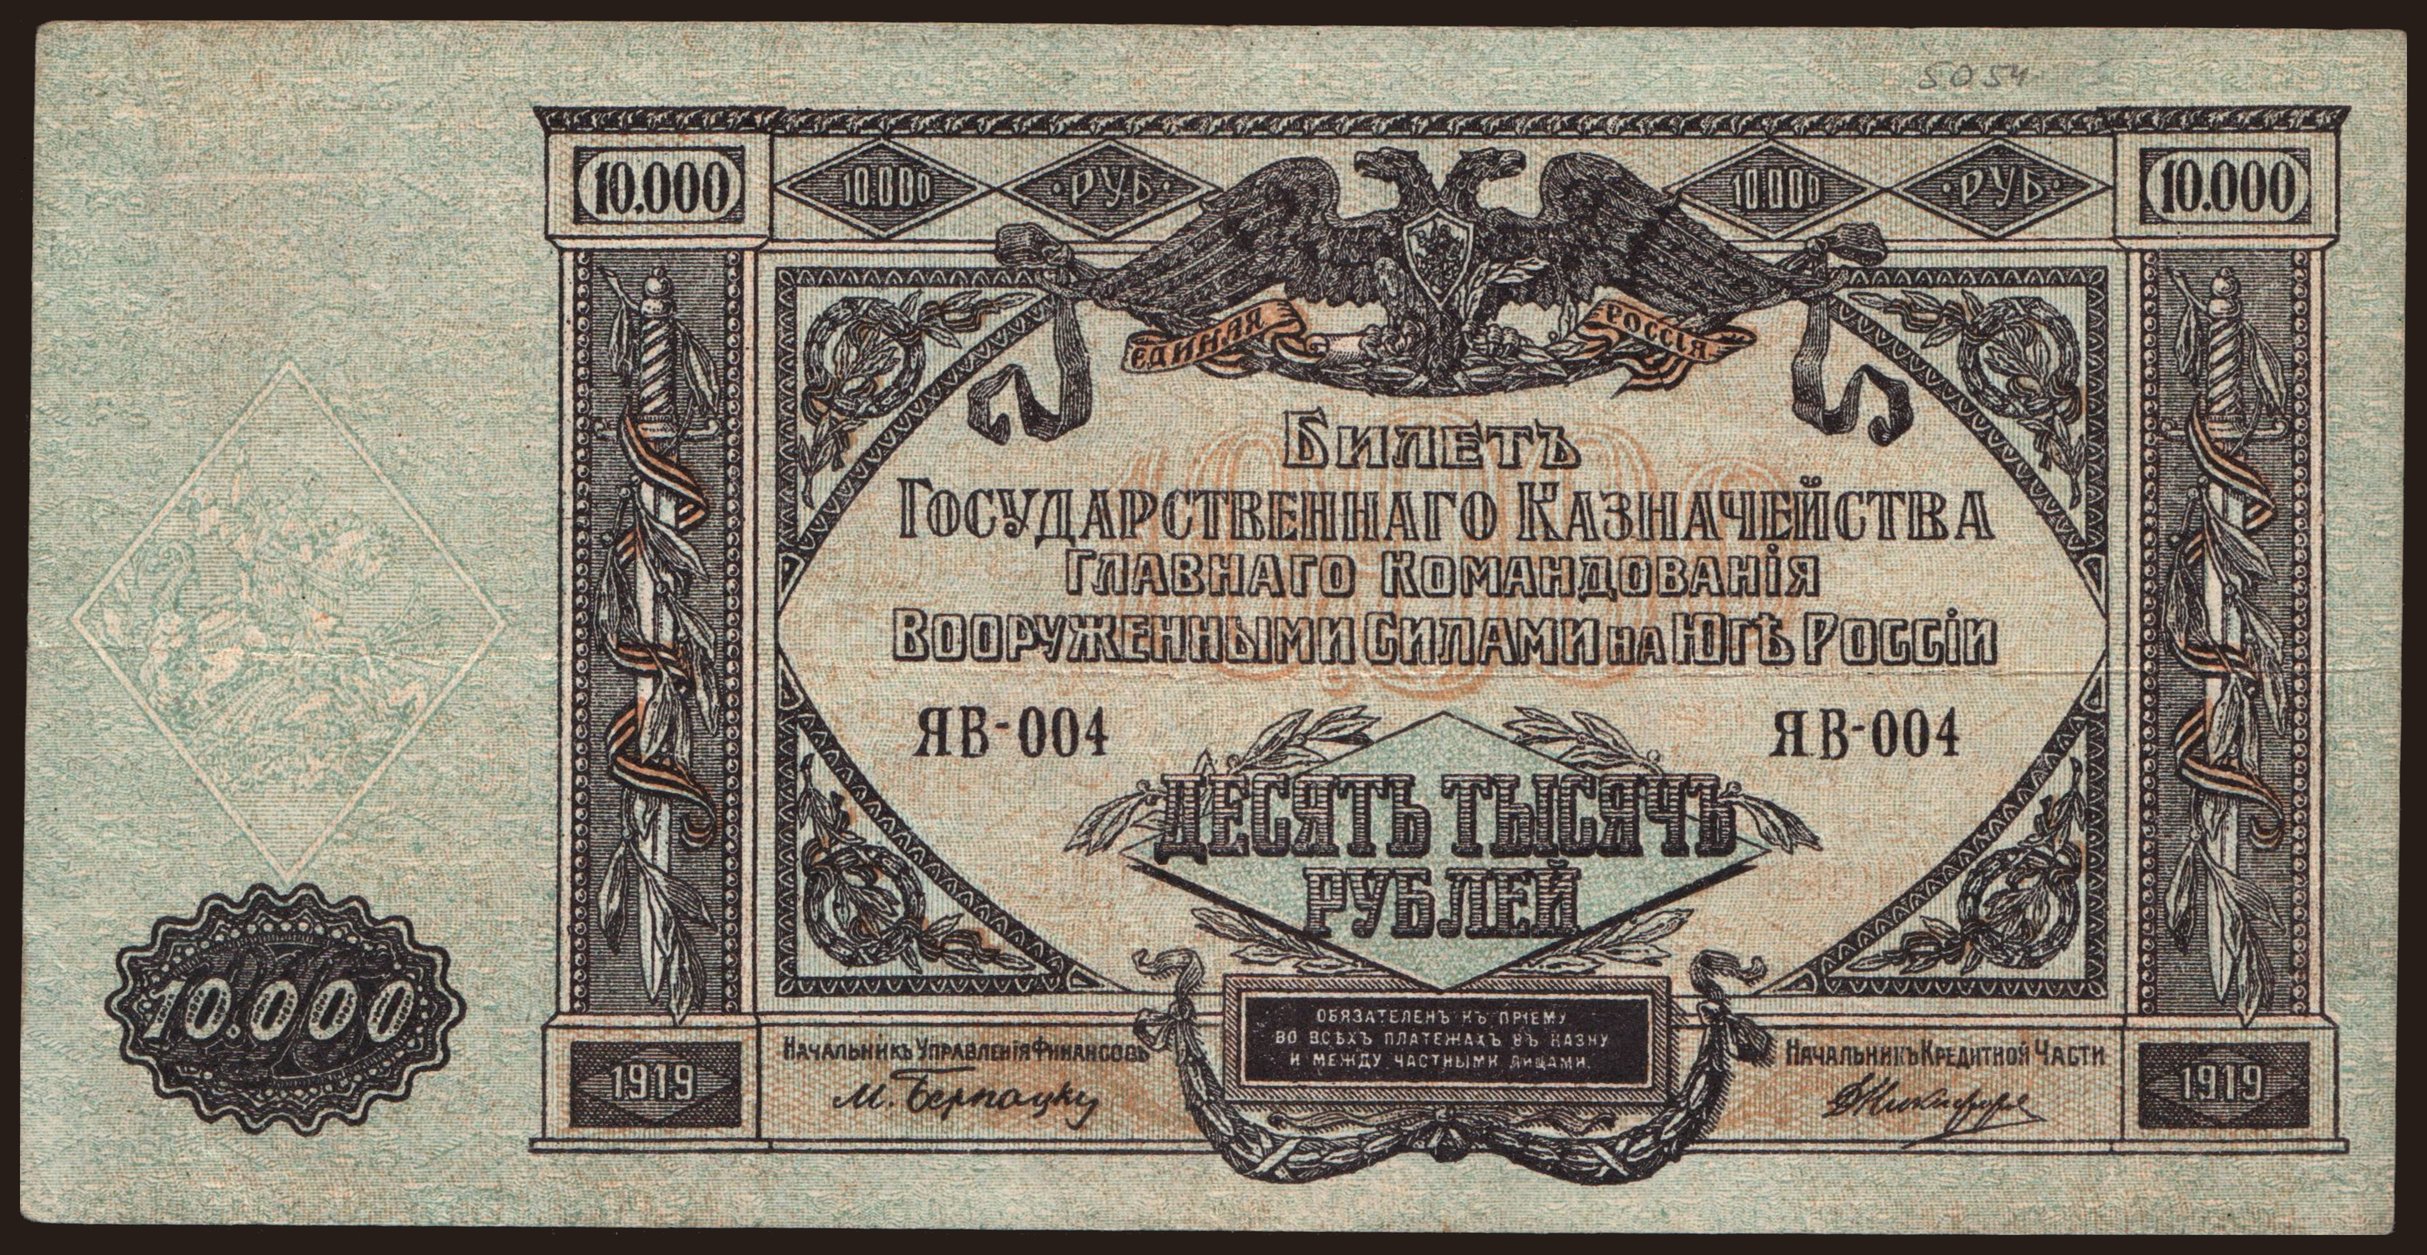 5054
10.000 10.000 РУБ 10.000 РУБ 10.000
ЕДИНАЯ РОССІЯ
БИЛЕТЪ
ГОСУДАРСТВЕННАГО КАЗНАЧЕЙСТВА
ГЛАВНАГО КОМАНДОВАНІЯ
ВООРУЖЕННЫМИ СИЛАМИ НА ЮГѢ РОССІИ
ЯВ-004 ЯВ-004
ДЕСЯТЬ ТЫСЯЧЪ
РУБЛЕЙ
10.000
ОБЯЗАТЕЛЕНЪ КЪ ПРІЕМУ
ВО ВСѢХЪ ПЛАТЕЖАХЪ ВЪ КАЗНУ
И МЕЖДУ ЧАСТНЫМИ ЛИЦАМИ.
1919 НАЧАЛЬНИКЪ УПРАВЛЕНІЯ ФИНАНСОВЪ НАЧАЛЬНИКЪ КРЕДИТНОЙ ЧАСТИ 1919
М. Бернацкій